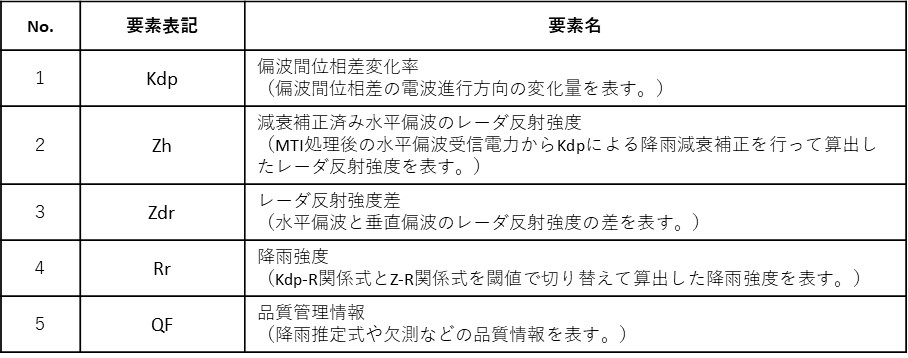 No. 要素表記 要素名
1 Kdp 偏波間位相差変化率
（偏波間位相差の電波進行方向の変化量を表す。）
2 Zh 減衰補正済み水平偏波のレーダ反射強度
（MTI処理後の水平偏波受信電力からKdpによる降雨減衰補正を行って算出し
たレーダ反射強度を表す。）
3 Zdr レーダ反射強度差
（水平偏波と垂直偏波のレーダ反射強度の差を表す。）
4 Rr 降雨強度
（Kdp-R関係式とZ-R関係式を閾値で切り替えて算出した降雨強度を表す。）
5 QF 品質管理情報
（降雨推定式や欠測などの品質情報を表す。）